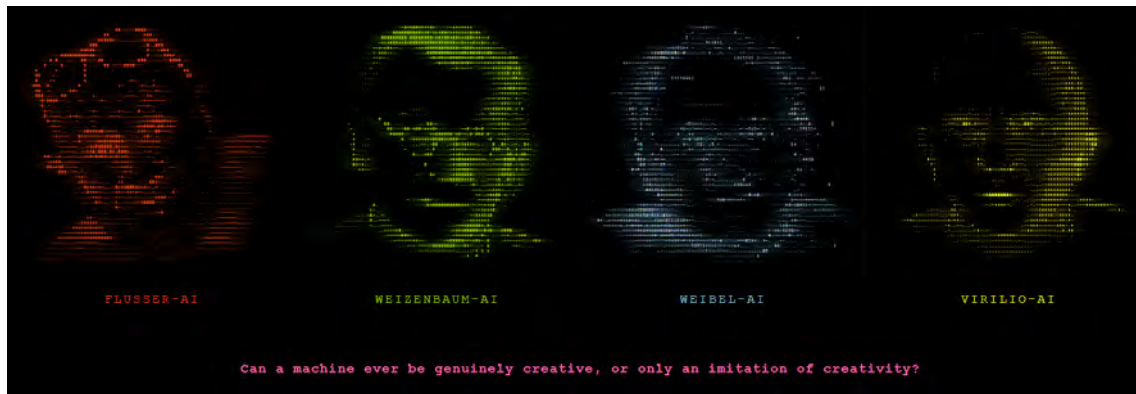 FLUSSER-AI
WEIZENBAUM-AI
WEIBEL-AI
VIRILIO-AI
Can a machine ever be genuinely creative, or only an imitation of creativity?